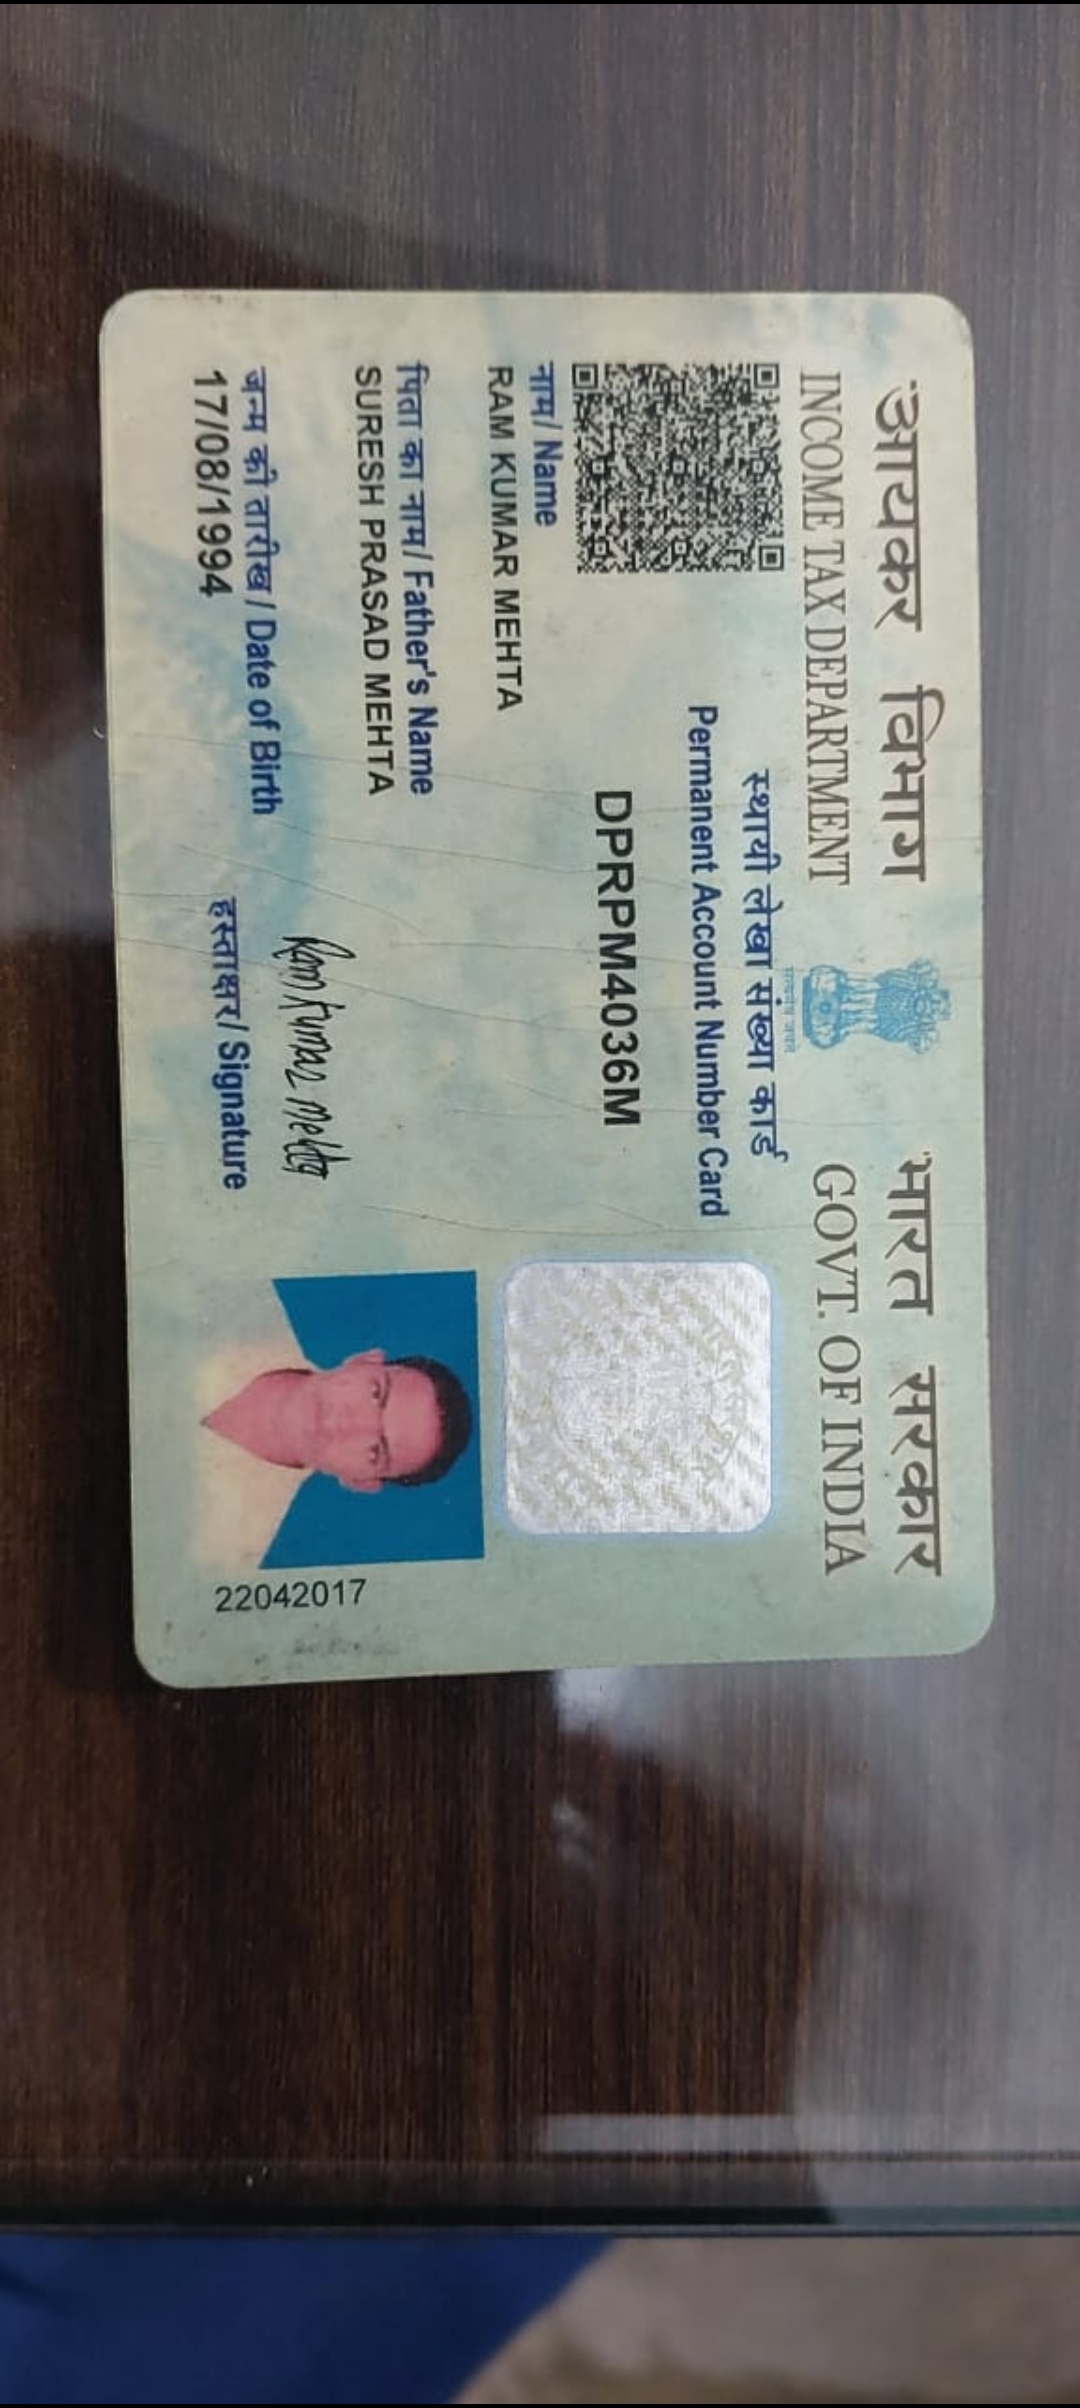 आयकर विभाग
INCOME TAX DEPARTMENT
भारत सरकार
GOVT. OF INDIA
सत्यमेव जयते
स्थायी लेखा संख्या कार्ड
Permanent Account Number Card
DPRPM4036M
नाम/ Name
RAM KUMAR MEHTA
पिता का नाम/ Father's Name
SURESH PRASAD MEHTA
जन्म की तारीख / Date of Birth
17/08/1994
Ram Kumar Mehta
हस्ताक्षर/ Signature
22042017